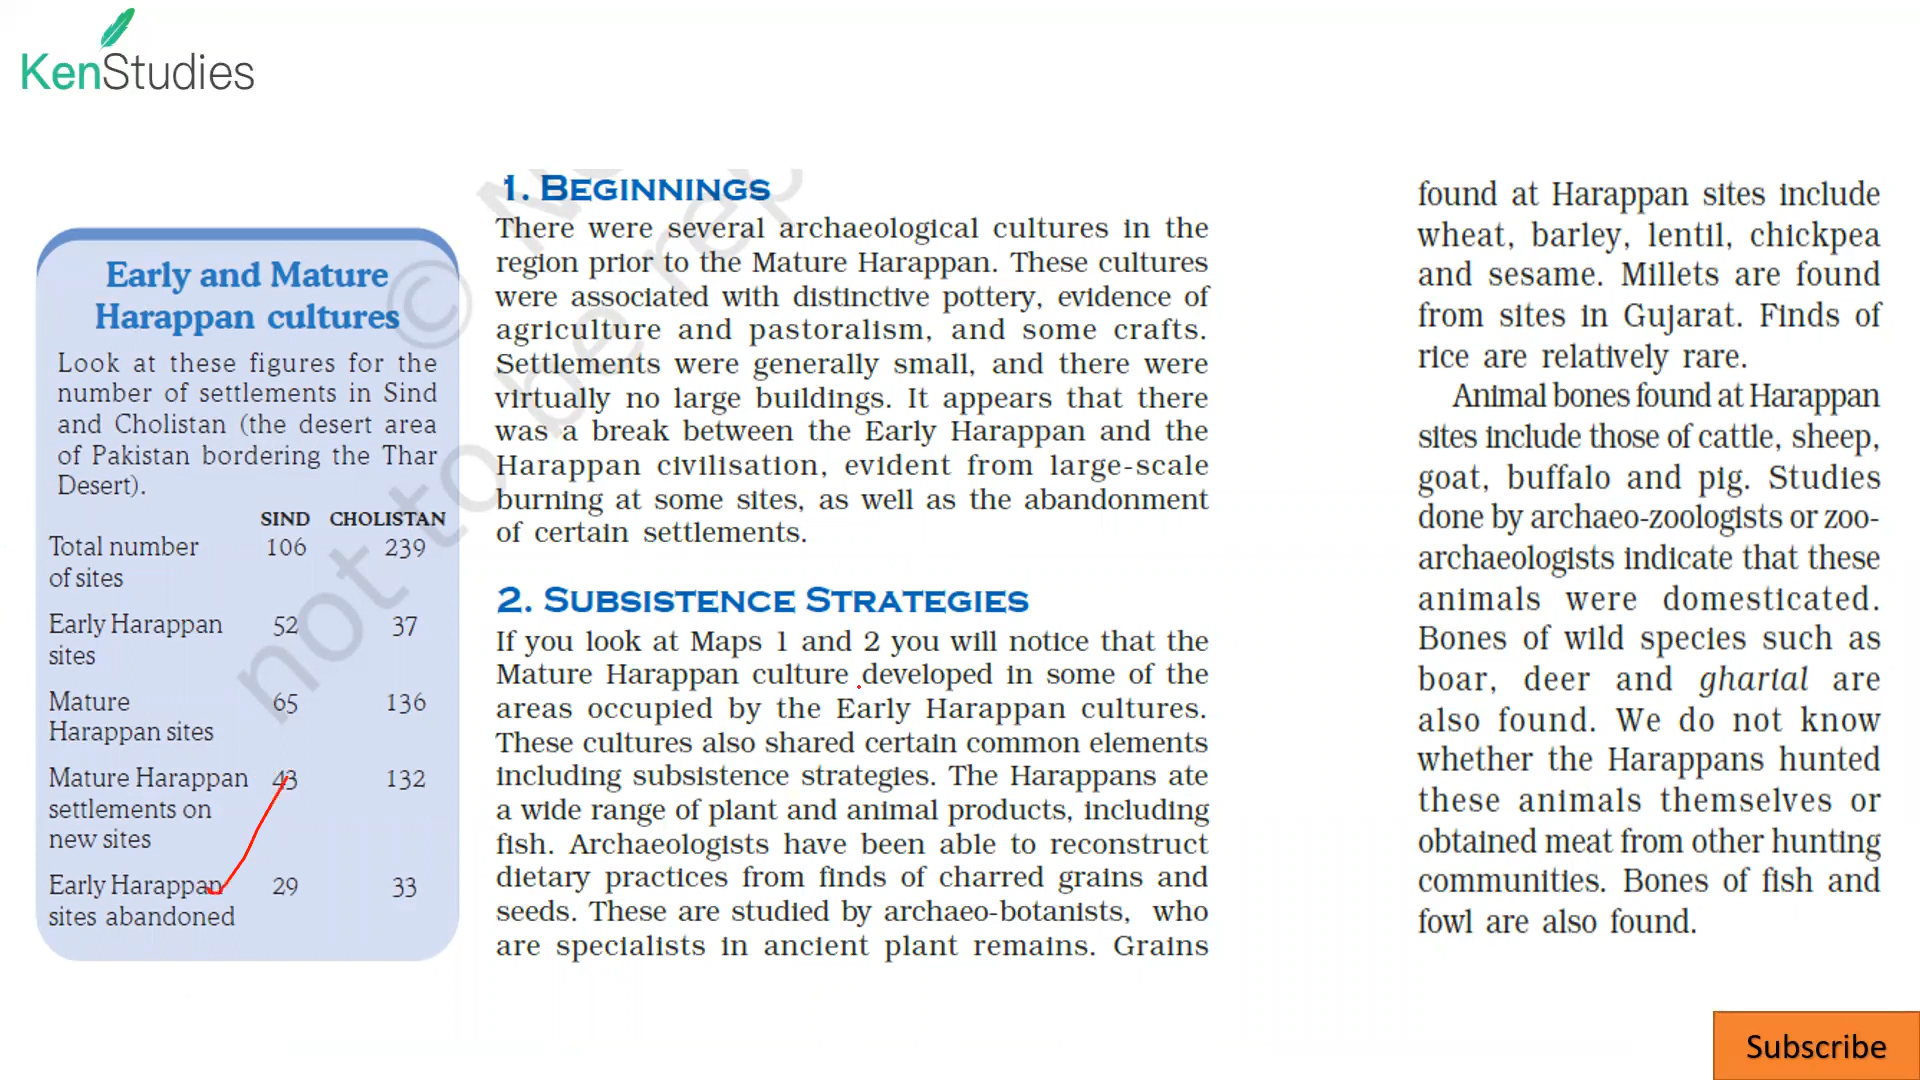 KenStudies
Early and Mature
Harappan cultures
Look at these figures for the
number of settlements in Sind
and Cholistan (the desert area
of Pakistan bordering the Thar
Desert).
SIND CHOLISTAN
Total number 106 239
of sites
Early Harappan 52 37
sites
Mature 65 136
Harappan sites
Mature Harappan 43 132
settlements on
new sites
Early Harappan 29 33
sites abandoned
1. BEGINNINGS
There were several archaeological cultures in the
region prior to the Mature Harappan. These cultures
were associated with distinctive pottery, evidence of
agriculture and pastoralism, and some crafts.
Settlements were generally small, and there were
virtually no large buildings. It appears that there
was a break between the Early Harappan and the
Harappan civilisation, evident from large-scale
burning at some sites, as well as the abandonment
of certain settlements.
2. SUBSISTENCE STRATEGIES
If you look at Maps 1 and 2 you will notice that the
Mature Harappan culture developed in some of the
areas occupied by the Early Harappan cultures.
These cultures also shared certain common elements
including subsistence strategies. The Harappans ate
a wide range of plant and animal products, including
fish. Archaeologists have been able to reconstruct
dietary practices from finds of charred grains and
seeds. These are studied by archaeo-botanists, who
are specialists in ancient plant remains. Grains
found at Harappan sites include
wheat, barley, lentil, chickpea
and sesame. Millets are found
from sites in Gujarat. Finds of
rice are relatively rare.
Animal bones found at Harappan
sites include those of cattle, sheep,
goat, buffalo and pig. Studies
done by archaeo-zoologists or zoo-
archaeologists indicate that these
animals were domesticated.
Bones of wild species such as
boar, deer and gharial are
also found. We do not know
whether the Harappans hunted
these animals themselves or
obtained meat from other hunting
communities. Bones of fish and
fowl are also found.
©
not to be rep
Subscribe